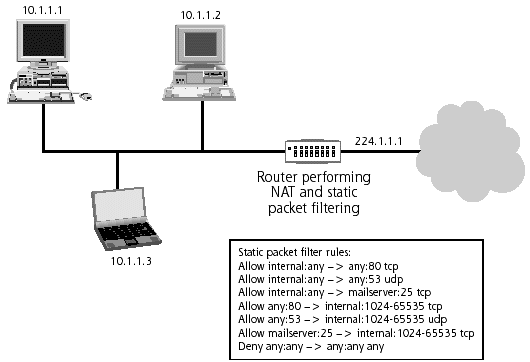 10.1.1.1
10.1.1.2
224.1.1.1
Router performing
NAT and static
packet filtering
10.1.1.3
Static packet filter rules:
Allow internal:any –> any:80 tcp
Allow internal:any –> any:53 udp
Allow internal:any –> mailserver:25 tcp
Allow any:80 –> internal:1024-65535 tcp
Allow any:53 –> internal:1024-65535 udp
Allow mailserver:25 –> internal:1024-65535 tcp
Deny any:any –> any:any any